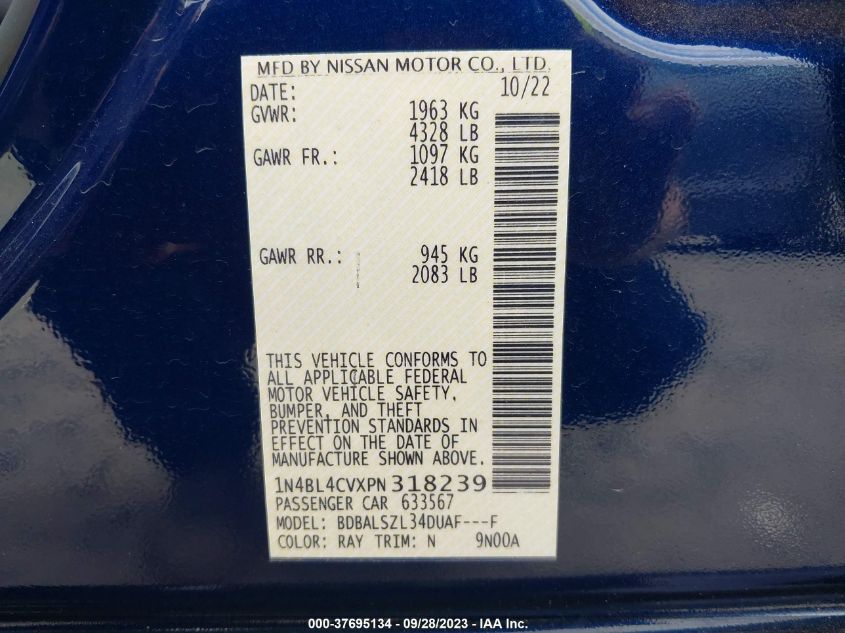 MFD BY NISSAN MOTOR CO., LTD.
DATE: 10/22
GVWR: 1963 KG
4328 LB
GAWR FR.: 1097 KG
2418 LB
GAWR RR.: 945 KG
2083 LB
THIS VEHICLE CONFORMS TO
ALL APPLICABLE FEDERAL
MOTOR VEHICLE SAFETY,
BUMPER, AND THEFT
PREVENTION STANDARDS IN
EFFECT ON THE DATE OF
MANUFACTURE SHOWN ABOVE.
1N4BL4CVXPN318239
PASSENGER CAR 633567
MODEL: BDBALSZL34DUAF---F
COLOR: RAY TRIM: N 9N00A
000-37695134 - 09/28/2023 - IAA Inc.